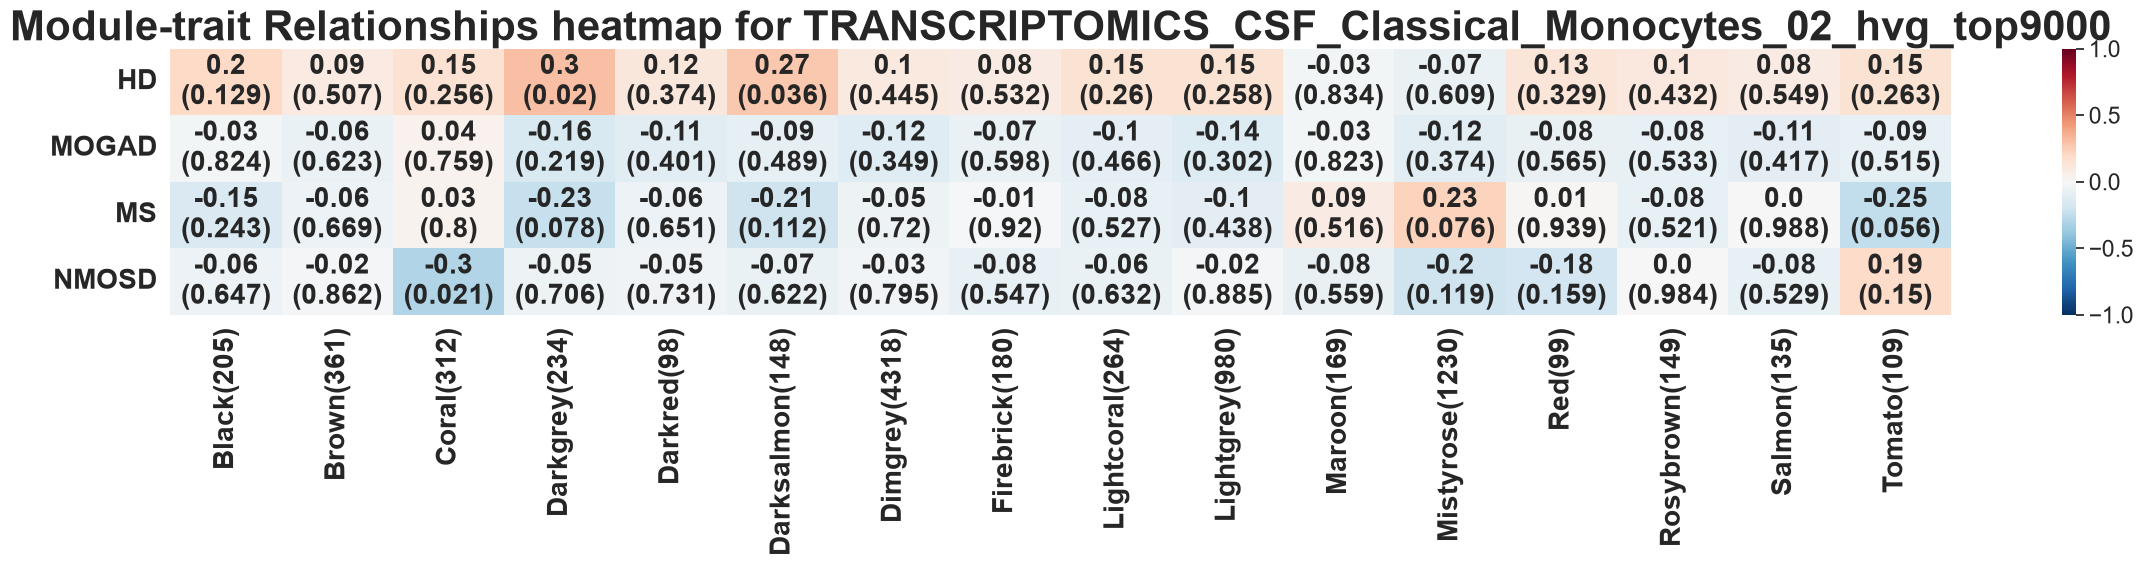 Module-trait Relationships heatmap for TRANSCRIPTOMICS_CSF_Classical_Monocytes_02_hvg_top9000
HD
0.2 0.09 0.15 0.3 0.12 0.27 0.1 0.08 0.15 0.15 -0.03 -0.07 0.13 0.1 0.08 0.15
(0.129) (0.507) (0.256) (0.02) (0.374) (0.036) (0.445) (0.532) (0.26) (0.258) (0.834) (0.609) (0.329) (0.432) (0.549) (0.263)
MOGAD
-0.03 -0.06 0.04 -0.16 -0.11 -0.09 -0.12 -0.07 -0.1 -0.14 -0.03 -0.12 -0.08 -0.08 -0.11 -0.09
(0.824) (0.623) (0.759) (0.219) (0.401) (0.489) (0.349) (0.598) (0.466) (0.302) (0.823) (0.374) (0.565) (0.533) (0.417) (0.515)
MS
-0.15 -0.06 0.03 -0.23 -0.06 -0.21 -0.05 -0.01 -0.08 -0.1 0.09 0.23 0.01 -0.08 0.0 -0.25
(0.243) (0.669) (0.8) (0.078) (0.651) (0.112) (0.72) (0.92) (0.527) (0.438) (0.516) (0.076) (0.939) (0.521) (0.988) (0.056)
NMOSD
-0.06 -0.02 -0.3 -0.05 -0.05 -0.07 -0.03 -0.08 -0.06 -0.02 -0.08 -0.2 -0.18 0.0 -0.08 0.19
(0.647) (0.862) (0.021) (0.706) (0.731) (0.622) (0.795) (0.547) (0.632) (0.885) (0.559) (0.119) (0.159) (0.984) (0.529) (0.15)
Black(205)
Brown(361)
Coral(312)
Darkgrey(234)
Darkred(98)
Darksalmon(148)
Dimgrey(4318)
Firebrick(180)
Lightcoral(264)
Lightgrey(980)
Maroon(169)
Mistyrose(1230)
Red(99)
Rosybrown(149)
Salmon(135)
Tomato(109)
1.0
0.5
0.0
−0.5
−1.0